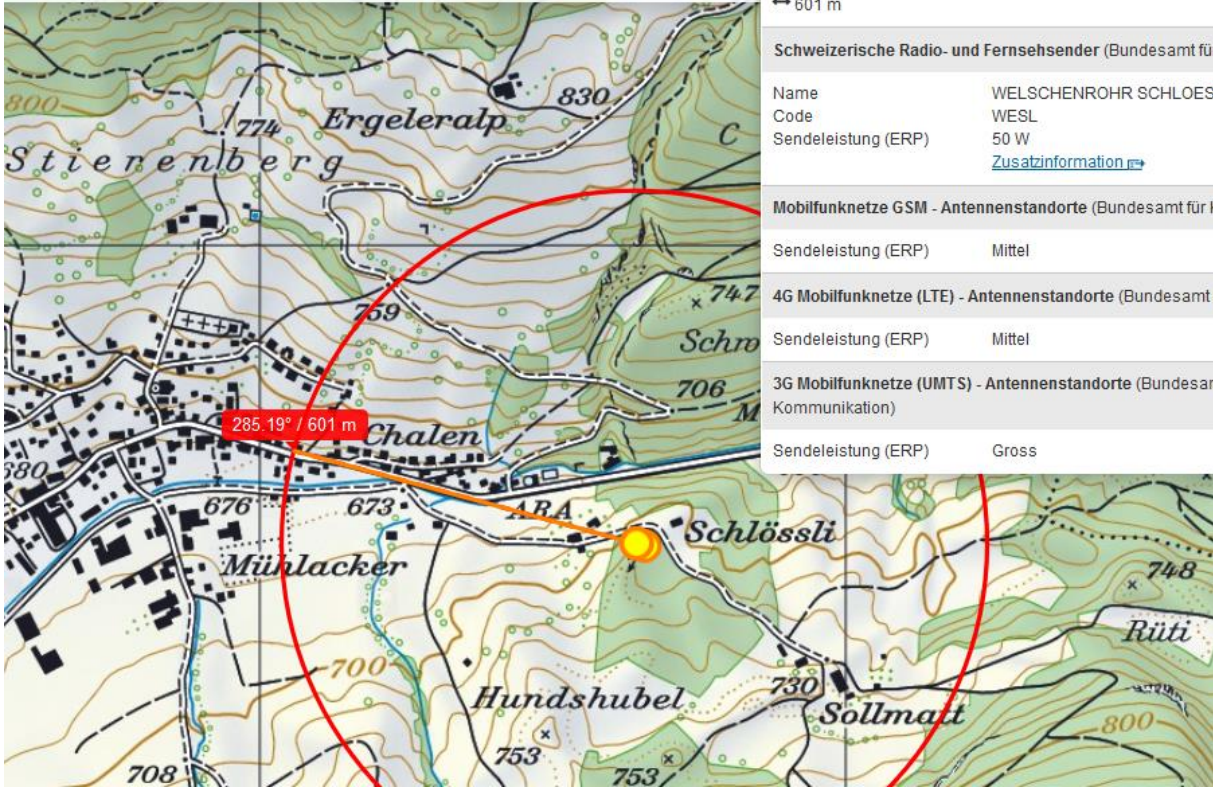 ↔ 601 m
Schweizerische Radio- und Fernsehsender (Bundesamt fü
Name WELSCHENROHR SCHLOES
Code WESL
Sendeleistung (ERP) 50 W
Zusatzinformation
Mobilfunknetze GSM - Antennenstandorte (Bundesamt für
Sendeleistung (ERP) Mittel
4G Mobilfunknetze (LTE) - Antennenstandorte (Bundesamt
Sendeleistung (ERP) Mittel
3G Mobilfunknetze (UMTS) - Antennenstandorte (Bundesar
Kommunikation)
Sendeleistung (ERP) Gross
800
774
Ergeleralp
830
C
Stierenberg
759
747
Schro
706
M
285.19° / 601 m
Chalen
680
676
673
ARA
Schlössli
Mühlacker
748
Rüti
700
Hundshubel
730
Sollmatt
800
753
753
708